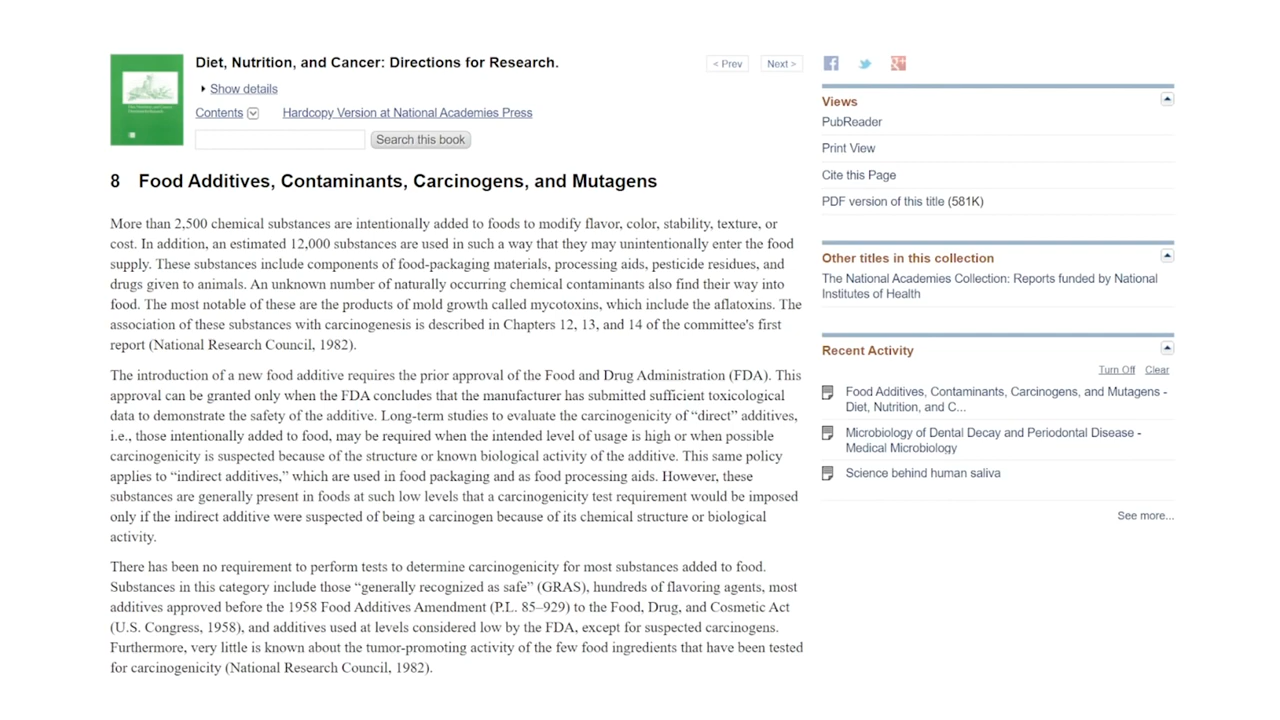 Diet, Nutrition, and Cancer: Directions for Research.
Show details
Contents
Hardcopy Version at National Academies Press
Search this book
< Prev
Next >
8 Food Additives, Contaminants, Carcinogens, and Mutagens
More than 2,500 chemical substances are intentionally added to foods to modify flavor, color, stability, texture, or
cost. In addition, an estimated 12,000 substances are used in such a way that they may unintentionally enter the food
supply. These substances include components of food-packaging materials, processing aids, pesticide residues, and
drugs given to animals. An unknown number of naturally occurring chemical contaminants also find their way into
food. The most notable of these are the products of mold growth called mycotoxins, which include the aflatoxins. The
association of these substances with carcinogenesis is described in Chapters 12, 13, and 14 of the committee's first
report (National Research Council, 1982).
The introduction of a new food additive requires the prior approval of the Food and Drug Administration (FDA). This
approval can be granted only when the FDA concludes that the manufacturer has submitted sufficient toxicological
data to demonstrate the safety of the additive. Long-term studies to evaluate the carcinogenicity of “direct” additives,
i.e., those intentionally added to food, may be required when the intended level of usage is high or when possible
carcinogenicity is suspected because of the structure or known biological activity of the additive. This same policy
applies to “indirect additives,” which are used in food packaging and as food processing aids. However, these
substances are generally present in foods at such low levels that a carcinogenicity test requirement would be imposed
only if the indirect additive were suspected of being a carcinogen because of its chemical structure or biological
activity.
There has been no requirement to perform tests to determine carcinogenicity for most substances added to food.
Substances in this category include those “generally recognized as safe” (GRAS), hundreds of flavoring agents, most
additives approved before the 1958 Food Additives Amendment (P.L. 85–929) to the Food, Drug, and Cosmetic Act
(U.S. Congress, 1958), and additives used at levels considered low by the FDA, except for suspected carcinogens.
Furthermore, very little is known about the tumor-promoting activity of the few food ingredients that have been tested
for carcinogenicity (National Research Council, 1982).
Views
PubReader
Print View
Cite this Page
PDF version of this title (581K)
Other titles in this collection
The National Academies Collection: Reports funded by National
Institutes of Health
Recent Activity
Turn Off Clear
Food Additives, Contaminants, Carcinogens, and Mutagens -
Diet, Nutrition, and C...
Microbiology of Dental Decay and Periodontal Disease -
Medical Microbiology
Science behind human saliva
See more...